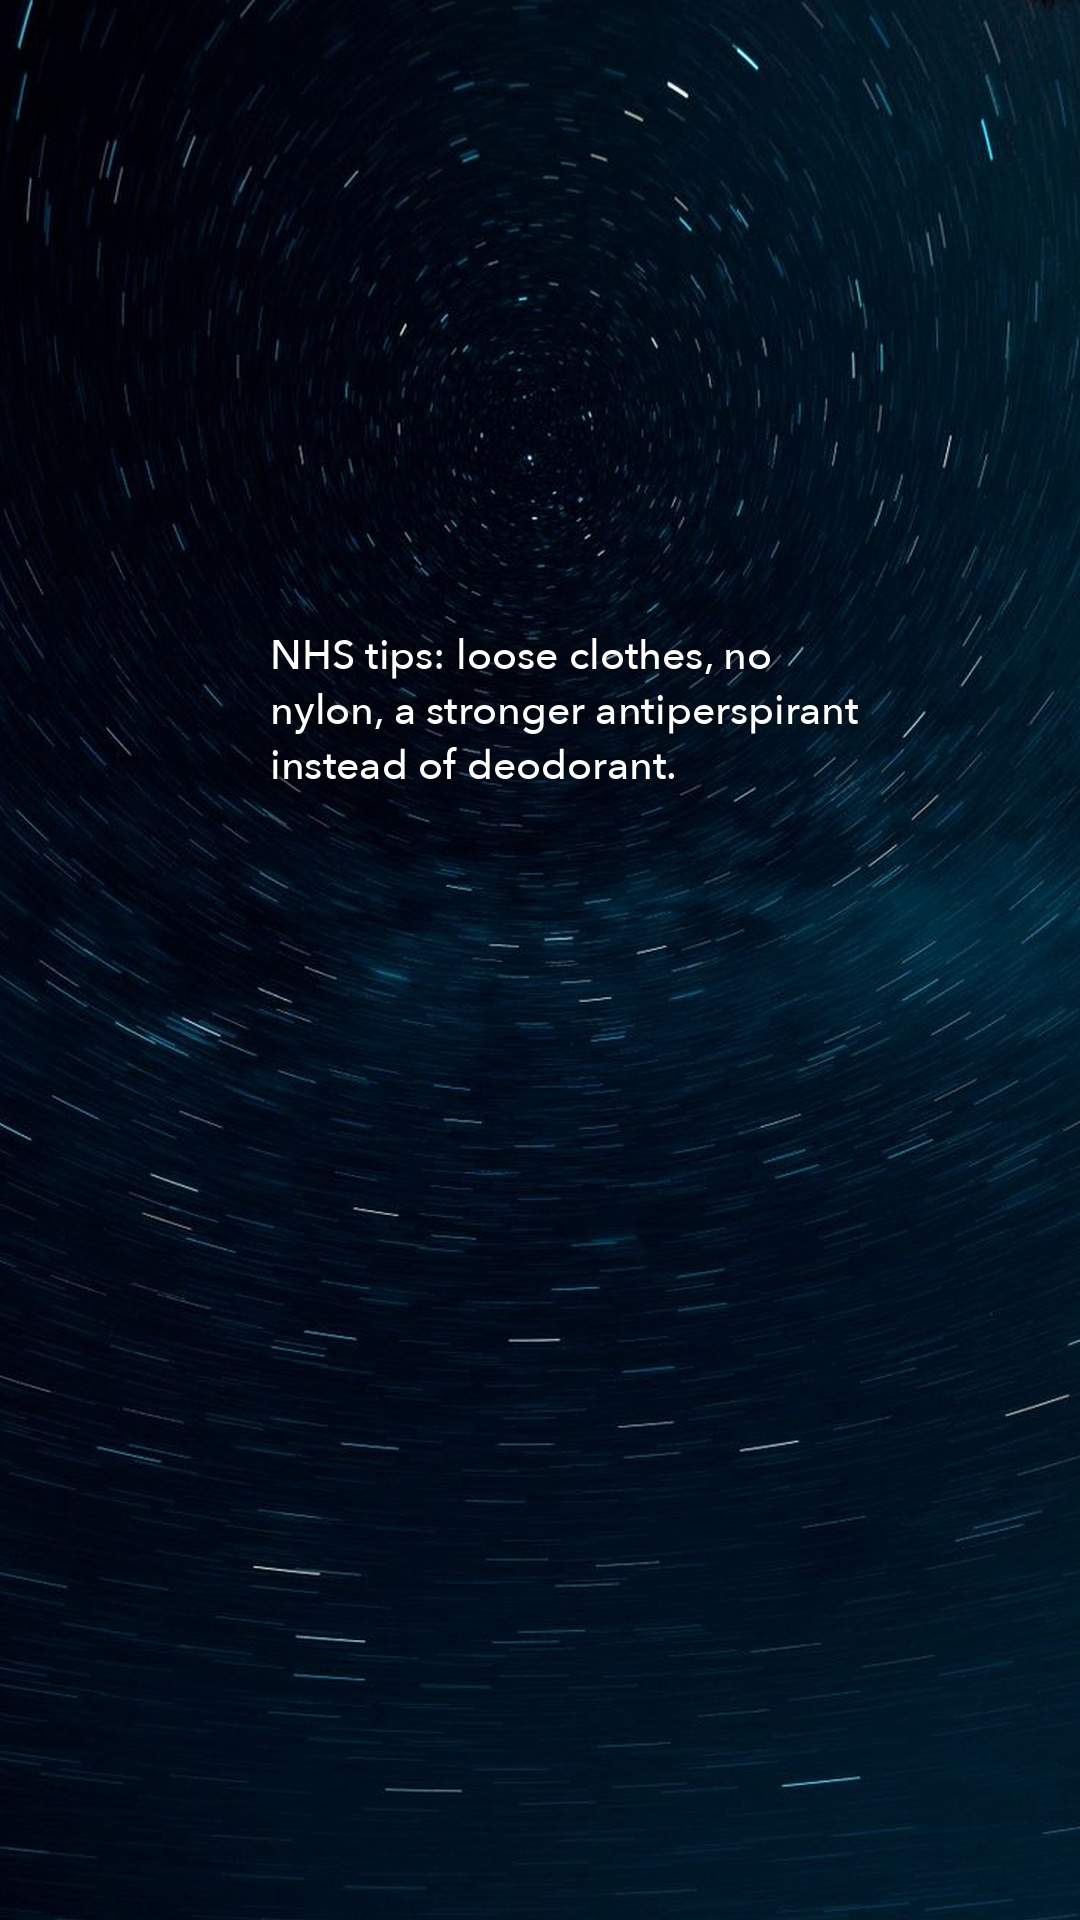 NHS tips: loose clothes, no
nylon, a stronger antiperspirant
instead of deodorant.